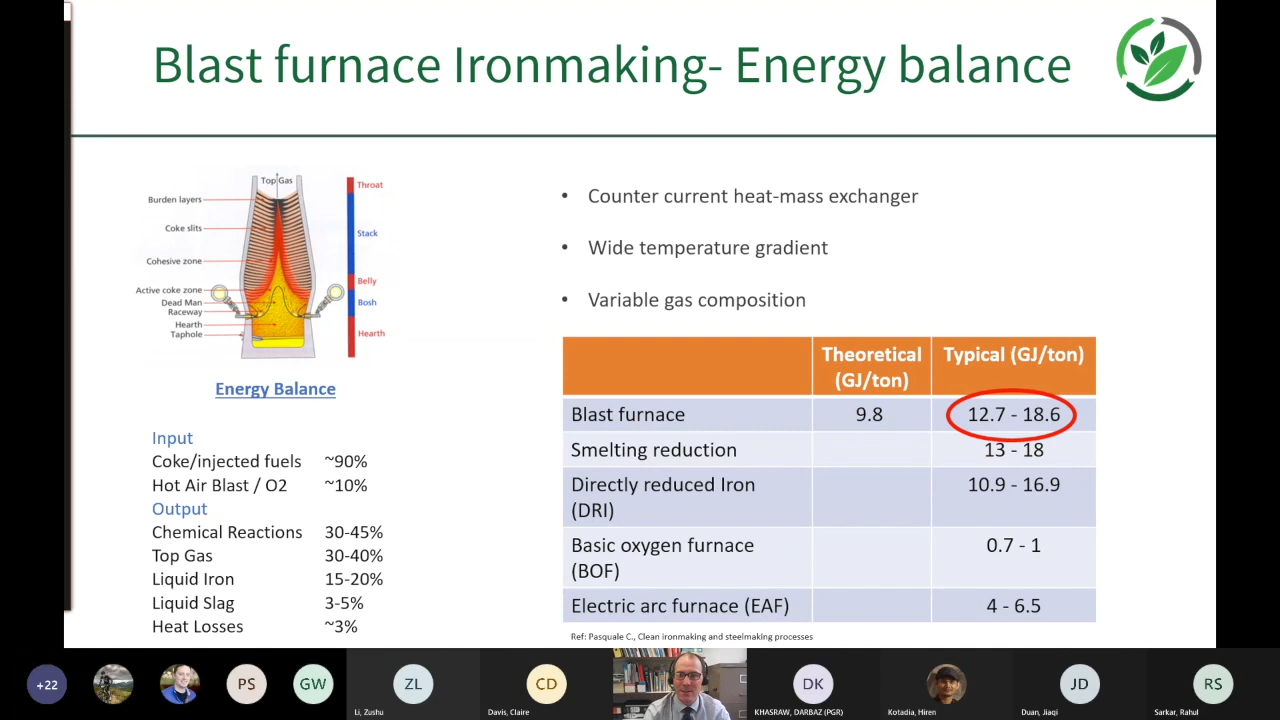 Blast furnace Ironmaking- Energy balance
Top Gas
Burden layers
Coke slits
Cohesive zone
Active coke zone
Dead Man
Raceway
Hearth
Taphole
Throat
Stack
Belly
Bosh
Hearth
Energy Balance
Input
Coke/injected fuels ~90%
Hot Air Blast / O2 ~10%
Output
Chemical Reactions 30-45%
Top Gas 30-40%
Liquid Iron 15-20%
Liquid Slag 3-5%
Heat Losses ~3%
• Counter current heat-mass exchanger
• Wide temperature gradient
• Variable gas composition
Theoretical Typical (GJ/ton)
(GJ/ton)
Blast furnace 9.8 12.7 - 18.6
Smelting reduction 13 - 18
Directly reduced Iron 10.9 - 16.9
(DRI)
Basic oxygen furnace 0.7 - 1
(BOF)
Electric arc furnace (EAF) 4 - 6.5
Ref: Pasquale C., Clean ironmaking and steelmaking processes
+22
PS
GW
ZL
Li, Zushu
CD
Davis, Claire
DK
KHASRAW, DARBAZ (PGR)
Kotadia, Hiren
JD
Duan, Jiaqi
RS
Sarkar, Rahul